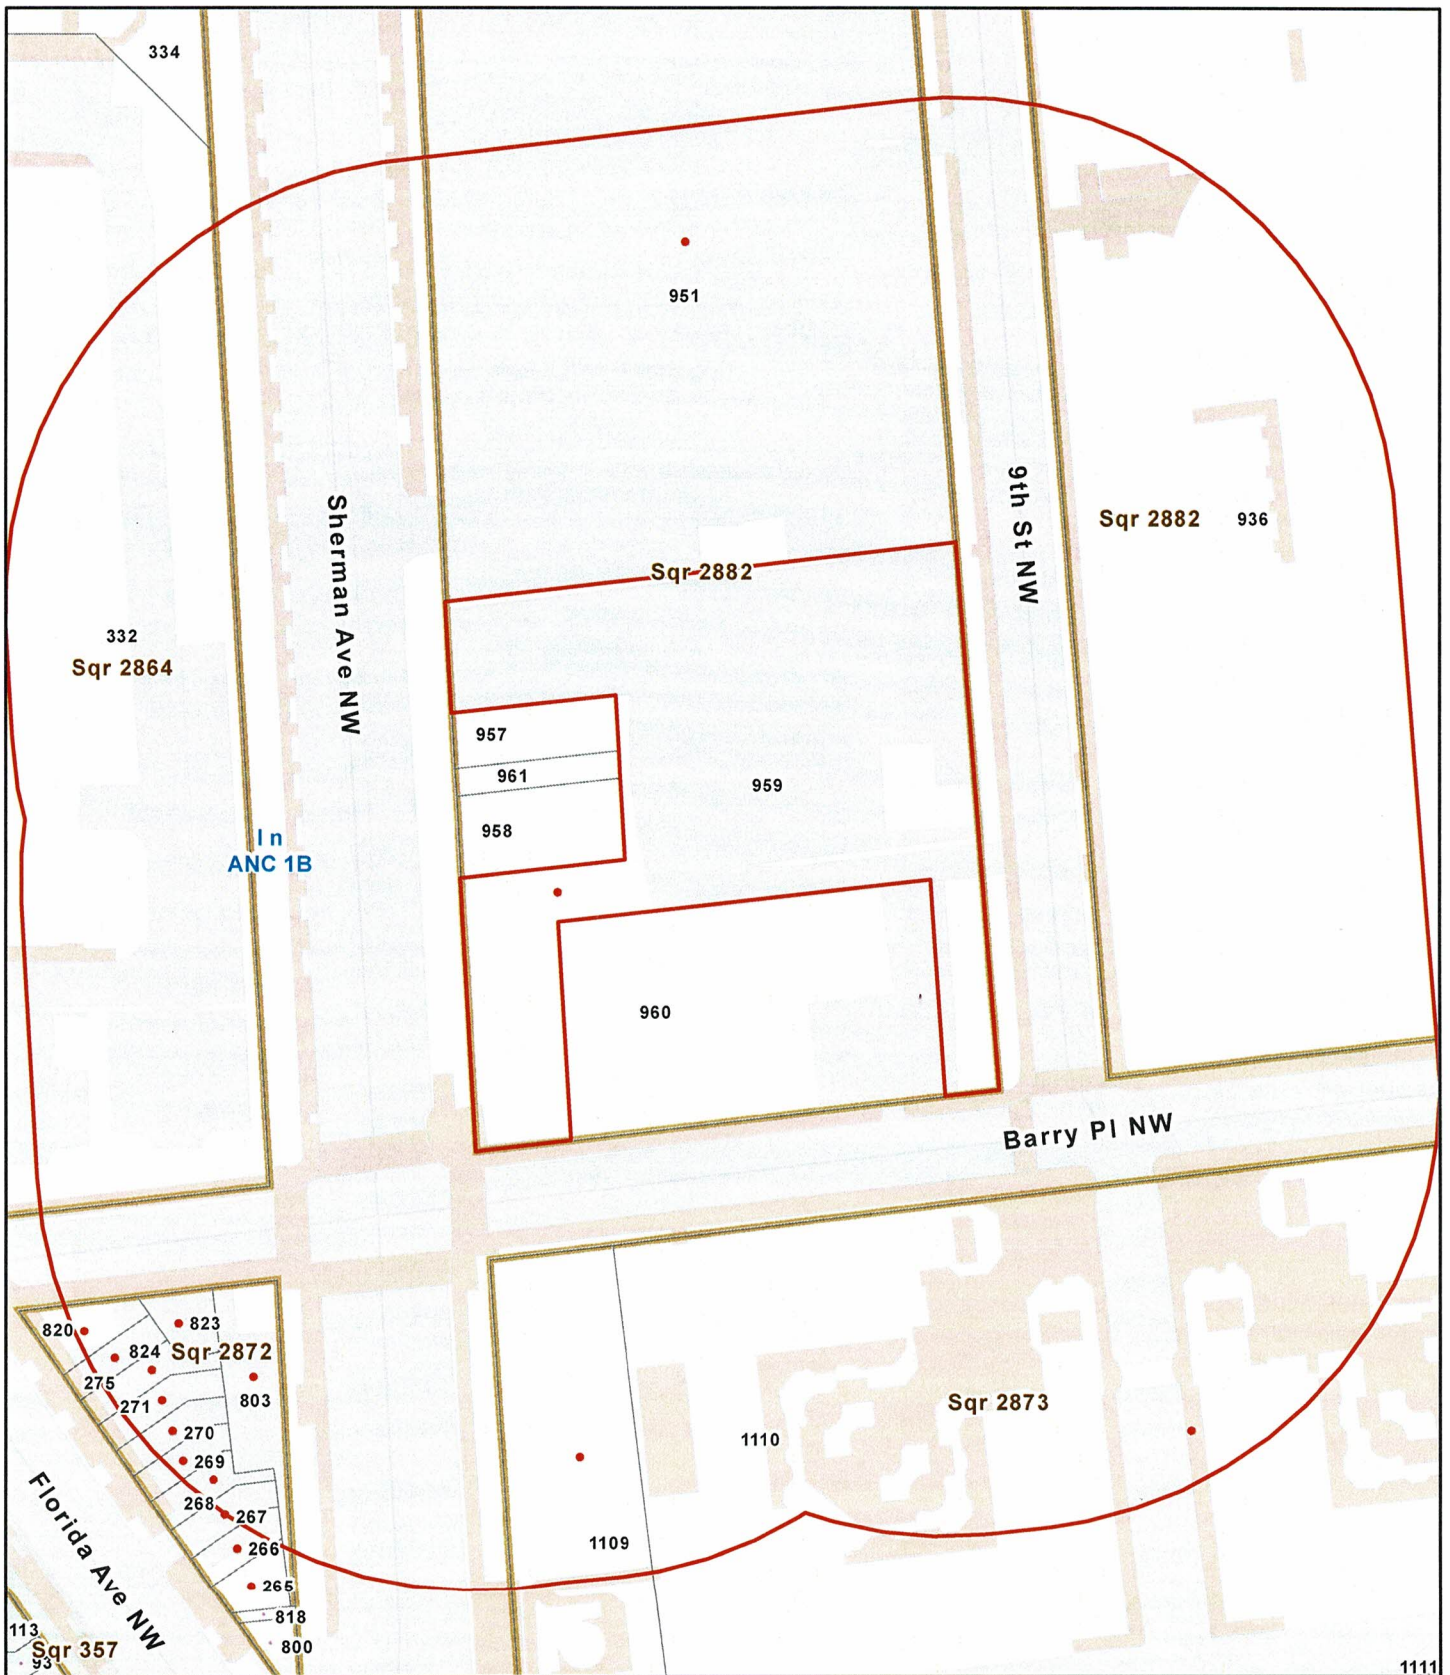 334
951
9th St NW
Sqr 2882
936
Sherman Ave NW
Sqr 2882
332
Sqr 2864
957
961
959
958
In
ANC 1B
960
Barry Pl NW
820
823
824
Sqr 2872
275
271
803
270
269
268
267
266
265
818
800
Florida Ave NW
113
Sqr 357
93
Sqr 2873
1110
1109
1111